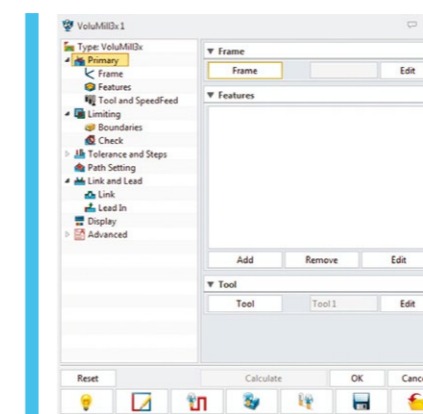 VoluMill3x 1
Type: VoluMill3x
Primary
Frame
Features
Tool and SpeedFeed
Limiting
Boundaries
Check
Tolerance and Steps
Path Setting
Link and Lead
Link
Lead In
Display
Advanced
Frame
Frame Edit
Features
Add Remove Edit
Tool
Tool Tool 1 Edit
Reset Calculate OK Cance